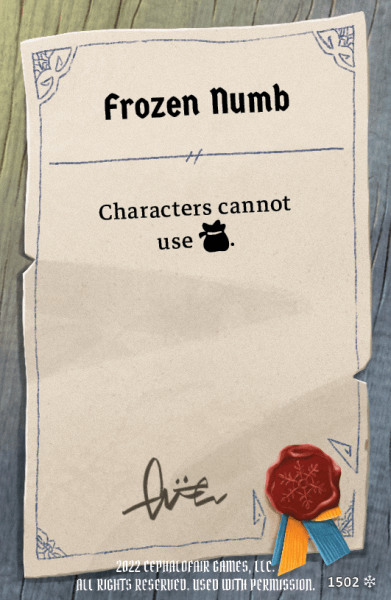 Frozen Numb
Characters cannot
use .
2022 CEPHALOFAIR GAMES, LLC.
ALL RIGHTS RESERVED. USED WITH PERMISSION.
1502